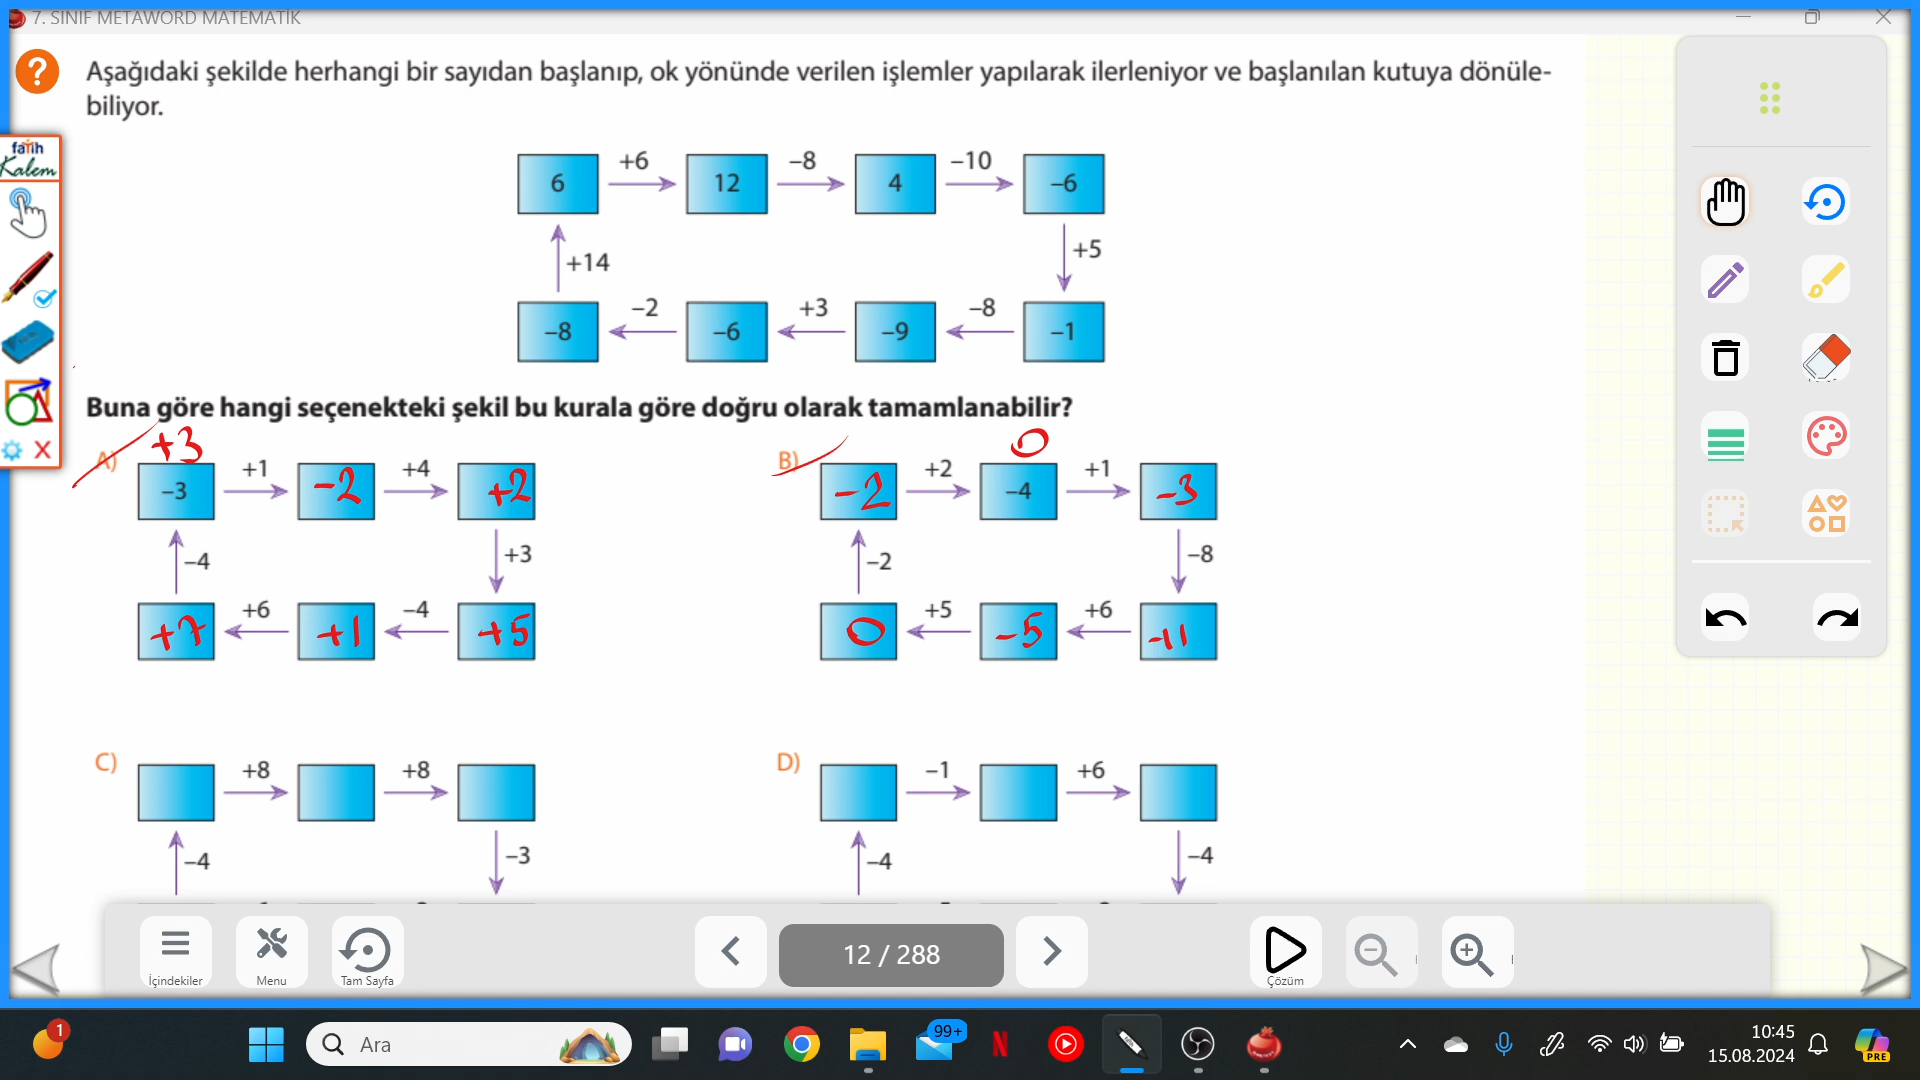 7. SINIF METAWORD MATEMATİK
?
Aşağıdaki şekilde herhangi bir sayıdan başlanıp, ok yönünde verilen işlemler yapılarak ilerleniyor ve başlanılan kutuya dönüle-
biliyor.
fatih
Kalem
6 +6 12 –8 4 –10 –6
+14 +5
–8 –2 –6 +3 –9 –8 –1
Buna göre hangi seçenekteki şekil bu kurala göre doğru olarak tamamlanabilir?
A) +3
–3 +1 -2 +4 +2
–4 +3
+7 +6 +1 –4 +5
B) 0
-2 +2 –4 +1 -3
–2 –8
0 +5 -5 +6 -11
C) +8 +8
–4 –3
D) –1 +6
–4 –4
İçindekiler
Menu
Tam Sayfa
12 / 288
Çözüm
1
Ara
99+
10:45
15.08.2024
PRE